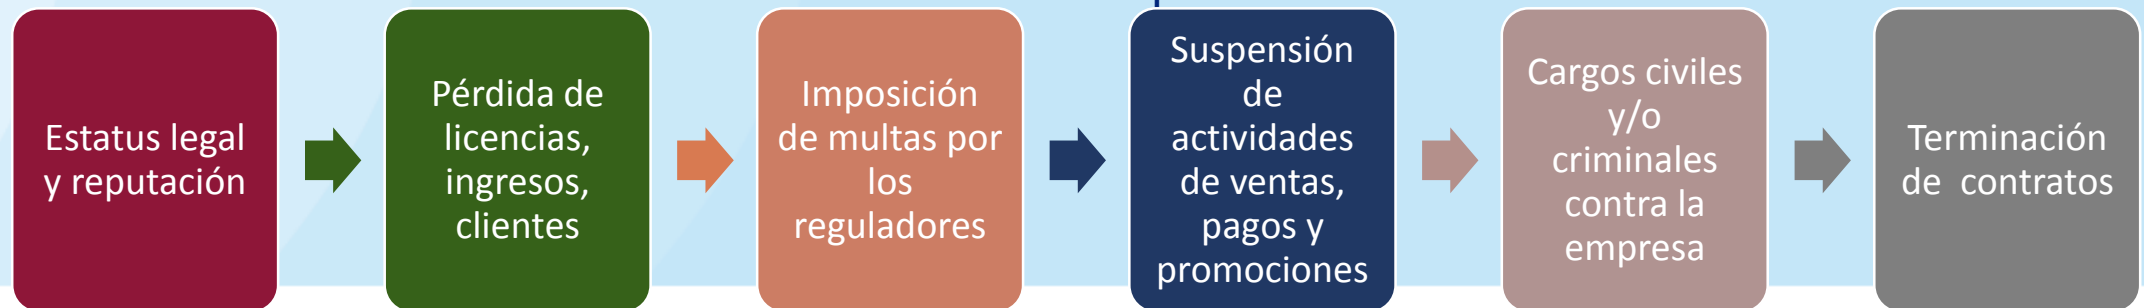 Estatus legal
y reputación
Pérdida de
licencias,
ingresos,
clientes
Imposición
de multas por
los
reguladores
Suspensión
de
actividades
de ventas,
pagos y
promociones
Cargos civiles
y/o
criminales
contra la
empresa
Terminación
de contratos